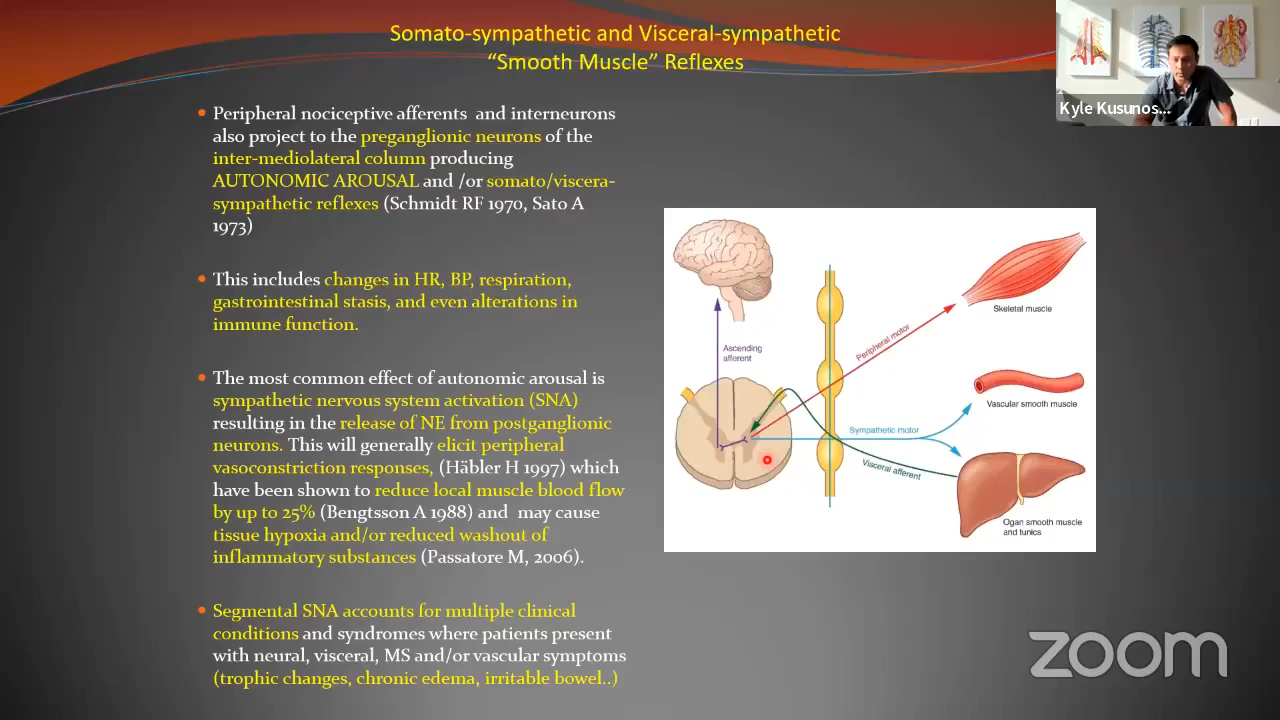 Somato-sympathetic and Visceral-sympathetic
“Smooth Muscle” Reflexes
Kyle Kusunos...
• Peripheral nociceptive afferents and interneurons
also project to the preganglionic neurons of the
inter-mediolateral column producing
AUTONOMIC AROUSAL and /or somato/viscera-
sympathetic reflexes (Schmidt RF 1970, Sato A
1973)
• This includes changes in HR, BP, respiration,
gastrointestinal stasis, and even alterations in
immune function.
• The most common effect of autonomic arousal is
sympathetic nervous system activation (SNA)
resulting in the release of NE from postganglionic
neurons. This will generally elicit peripheral
vasoconstriction responses, (Häbler H 1997) which
have been shown to reduce local muscle blood flow
by up to 25% (Bengtsson A 1988) and may cause
tissue hypoxia and/or reduced washout of
inflammatory substances (Passatore M, 2006).
• Segmental SNA accounts for multiple clinical
conditions and syndromes where patients present
with neural, visceral, MS and/or vascular symptoms
(trophic changes, chronic edema, irritable bowel..)
Skeletal muscle
Peripheral motor
Ascending
afferent
Vascular smooth muscle
Sympathetic motor
Visceral afferent
Ogan smooth muscle
and tunics
zoom